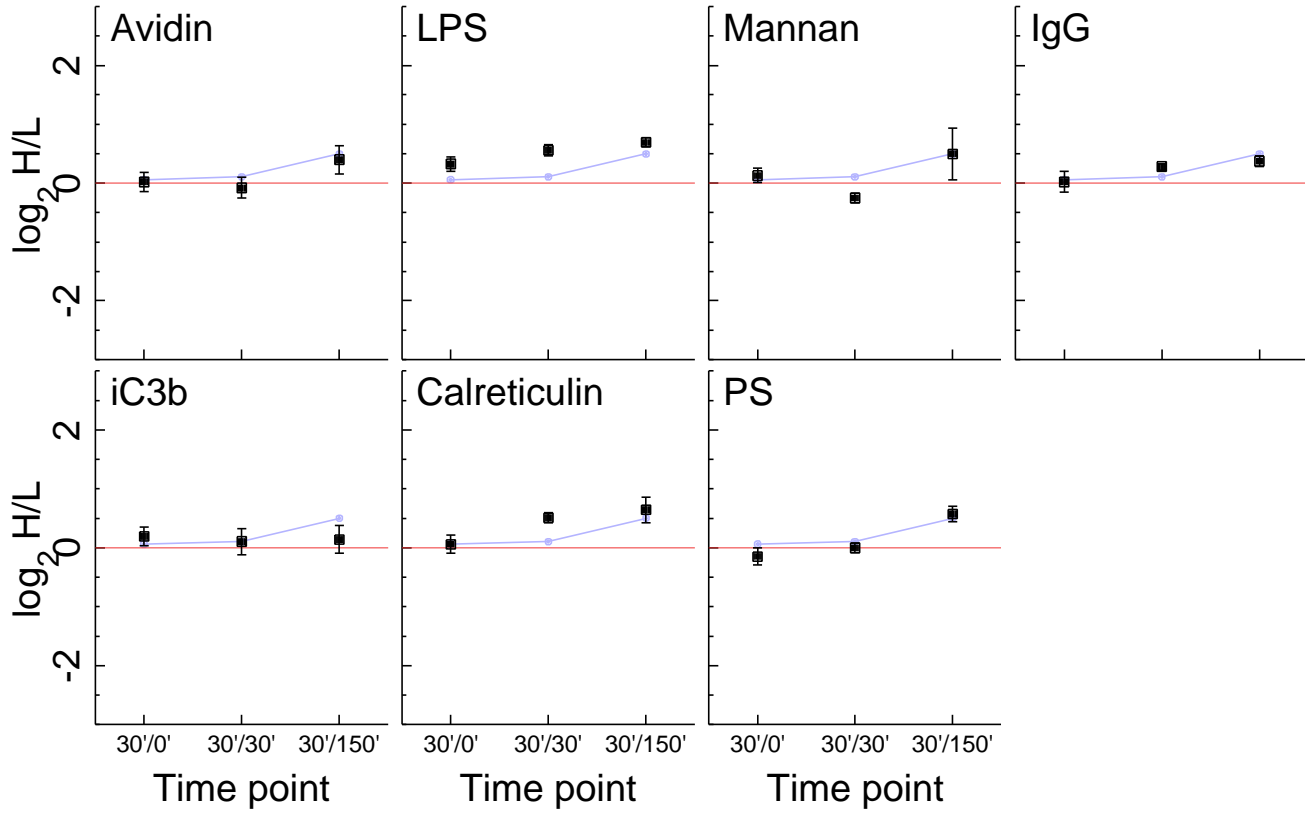 Avidin
LPS
Mannan
IgG
2
0
-2
log2 H/L
iC3b
Calreticulin
PS
2
0
-2
log2 H/L
30'/0' 30'/30' 30'/150'
30'/0' 30'/30' 30'/150'
30'/0' 30'/30' 30'/150'
Time point
Time point
Time point